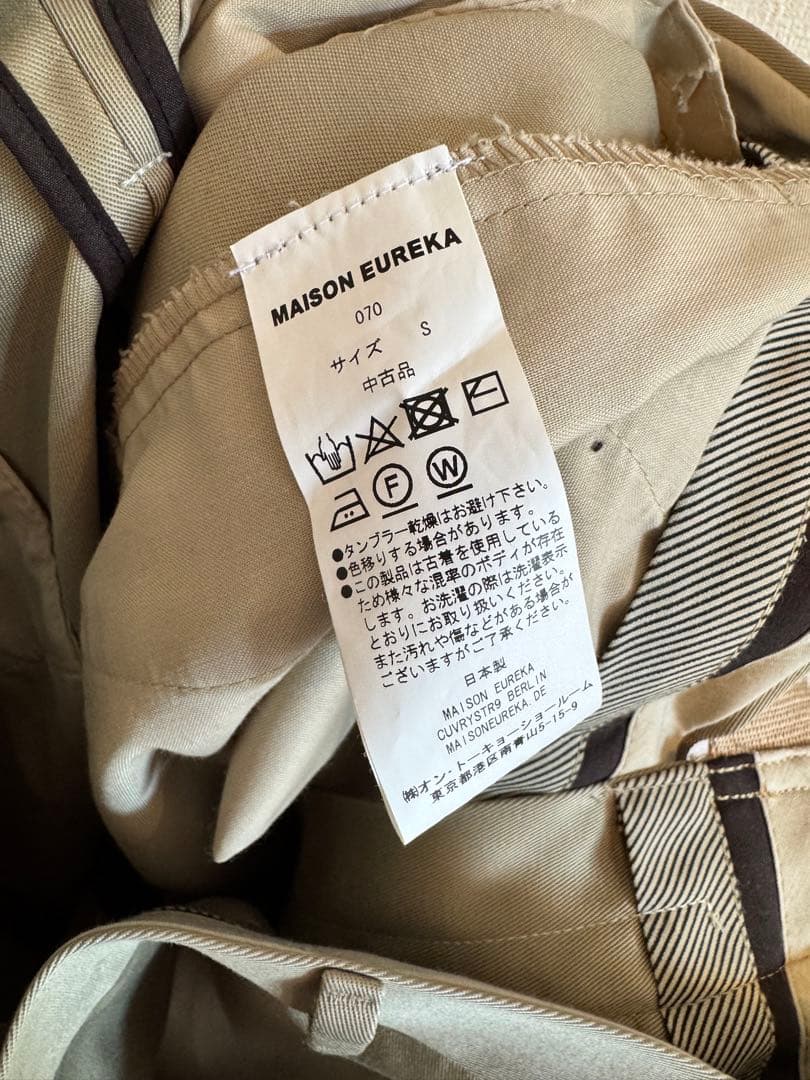 MAISON EUREKA
070
サイズ S
中古品
F W
●タンブラー乾燥はお避け下さい。
●色移りする場合があります。
●この製品は古着を使用している
ため様々な混率のボディが存在
します。お洗濯の際は洗濯表示
とおりにお取り扱いください。
また汚れや傷などがある場合が
ございますがご了承ください。
日本製
MAISON EUREKA
CUVRYSTR9 BERLIN
MAISONEUREKA.DE
㈱オン・トーキョーショールーム
東京都港区南青山5-15-9